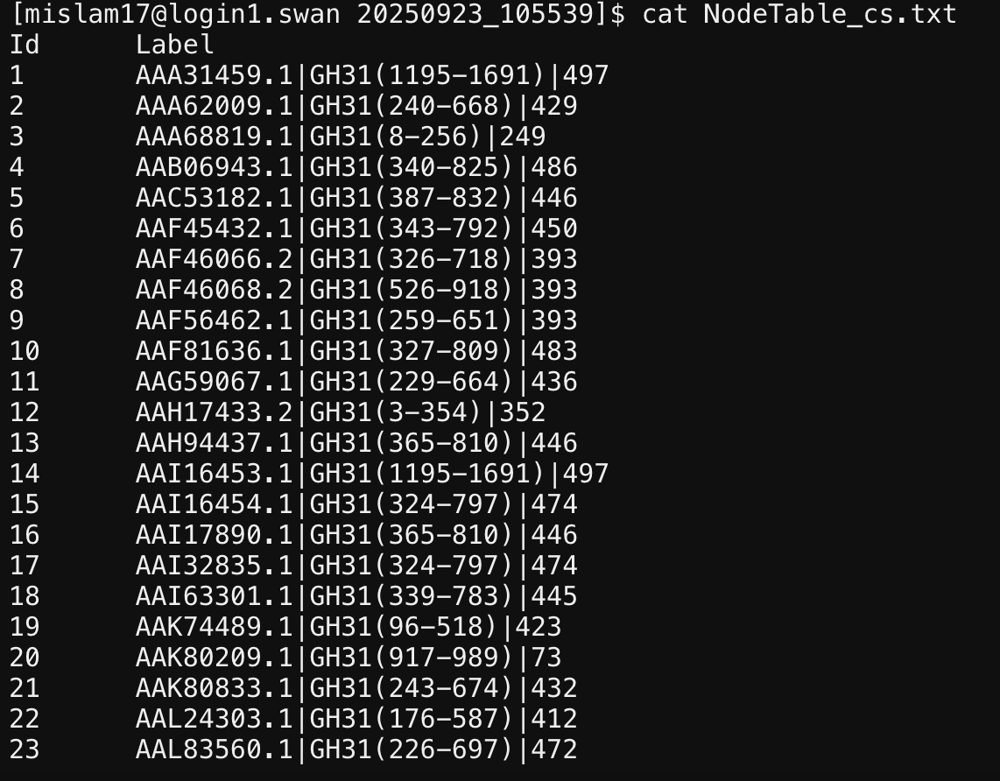 [mislam17@login1.swan 20250923_105539]$ cat NodeTable_cs.txt
Id Label
1 AAA31459.1|GH31(1195-1691)|497
2 AAA62009.1|GH31(240-668)|429
3 AAA68819.1|GH31(8-256)|249
4 AAB06943.1|GH31(340-825)|486
5 AAC53182.1|GH31(387-832)|446
6 AAF45432.1|GH31(343-792)|450
7 AAF46066.2|GH31(326-718)|393
8 AAF46068.2|GH31(526-918)|393
9 AAF56462.1|GH31(259-651)|393
10 AAF81636.1|GH31(327-809)|483
11 AAG59067.1|GH31(229-664)|436
12 AAH17433.2|GH31(3-354)|352
13 AAH94437.1|GH31(365-810)|446
14 AAI16453.1|GH31(1195-1691)|497
15 AAI16454.1|GH31(324-797)|474
16 AAI17890.1|GH31(365-810)|446
17 AAI32835.1|GH31(324-797)|474
18 AAI63301.1|GH31(339-783)|445
19 AAK74489.1|GH31(96-518)|423
20 AAK80209.1|GH31(917-989)|73
21 AAK80833.1|GH31(243-674)|432
22 AAL24303.1|GH31(176-587)|412
23 AAL83560.1|GH31(226-697)|472